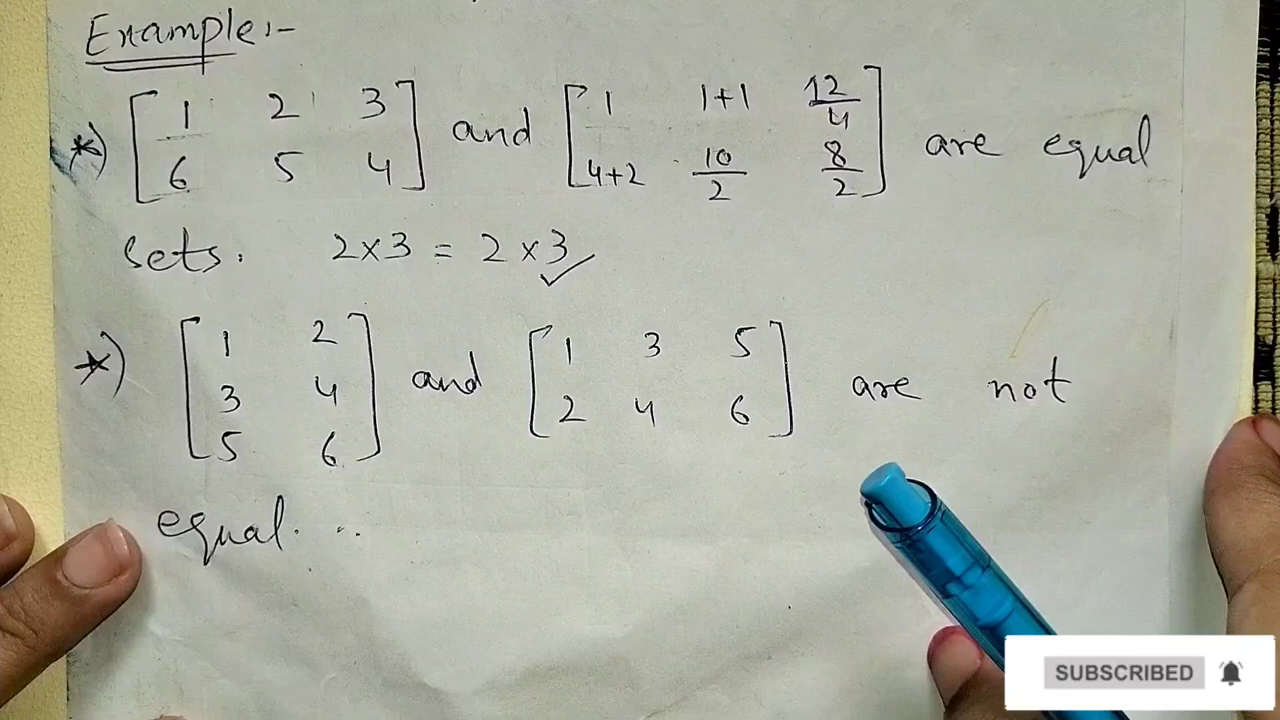 Example:-
*) [1 2 3 and [1 1+1 12/4 are equal
6 5 4] 4+2 10/2 8/2]
sets. 2×3 = 2×3 ✓
*) [1 2
3 4 and [1 3 5 are not
5 6] 2 4 6]
equal...
SUBSCRIBED